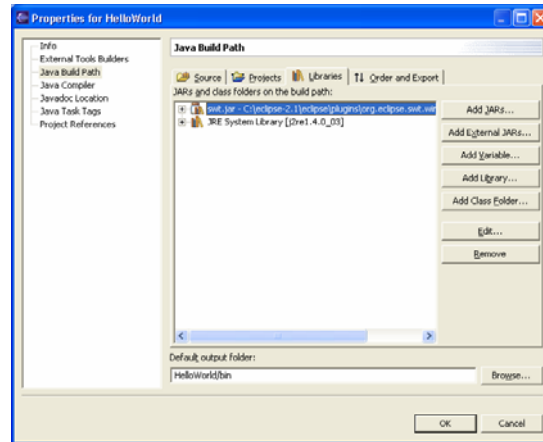 Properties for HelloWorld
Info
External Tools Builders
Java Build Path
Java Compiler
Javadoc Location
Java Task Tags
Project References
Java Build Path
Source
Projects
Libraries
Order and Export
JARs and class folders on the build path:
swt.jar - C:\eclipse-2.1\eclipse\plugins\org.eclipse.swt.win
JRE System Library [j2re1.4.0_03]
Add JARs...
Add External JARs...
Add Variable...
Add Library...
Add Class Folder...
Edit...
Remove
Default output folder:
HelloWorld/bin
Browse...
OK
Cancel